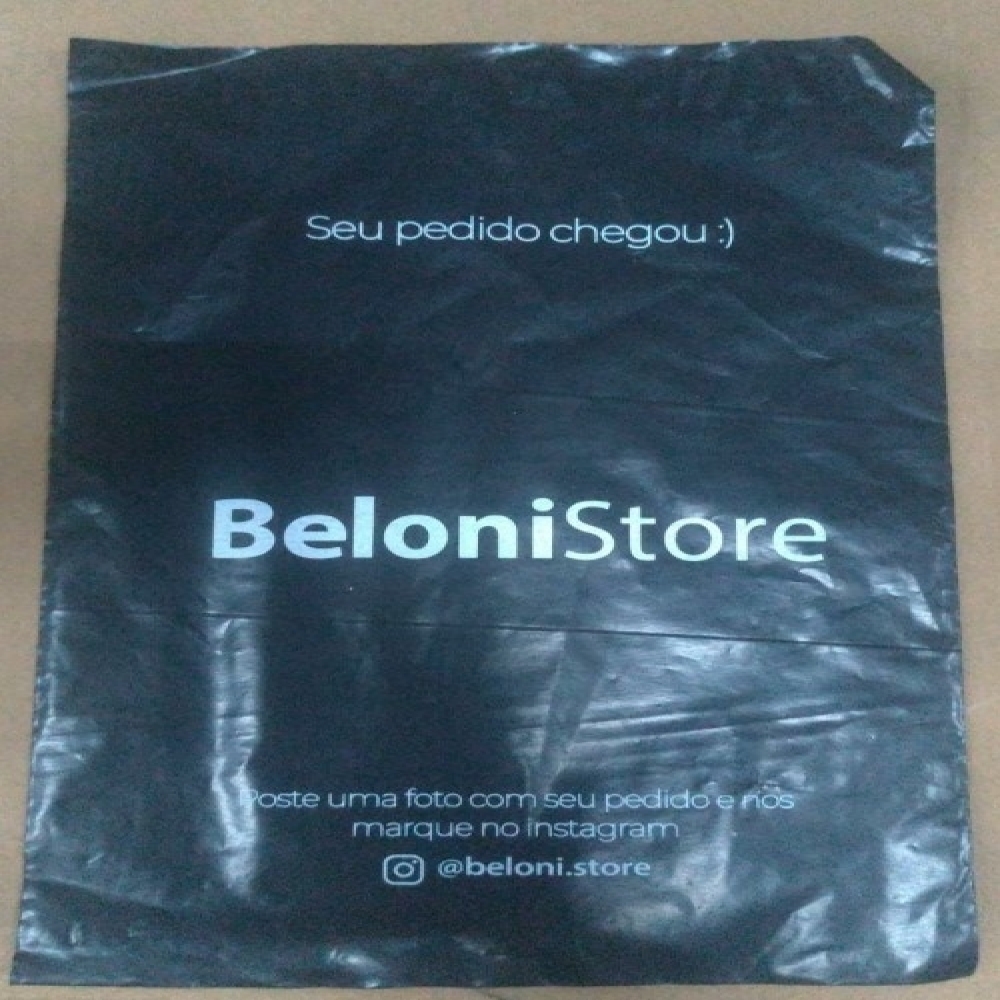 Seu pedido chegou :)
BeloniStore
Poste uma foto com seu pedido e nos
marque no instagram
@beloni.store